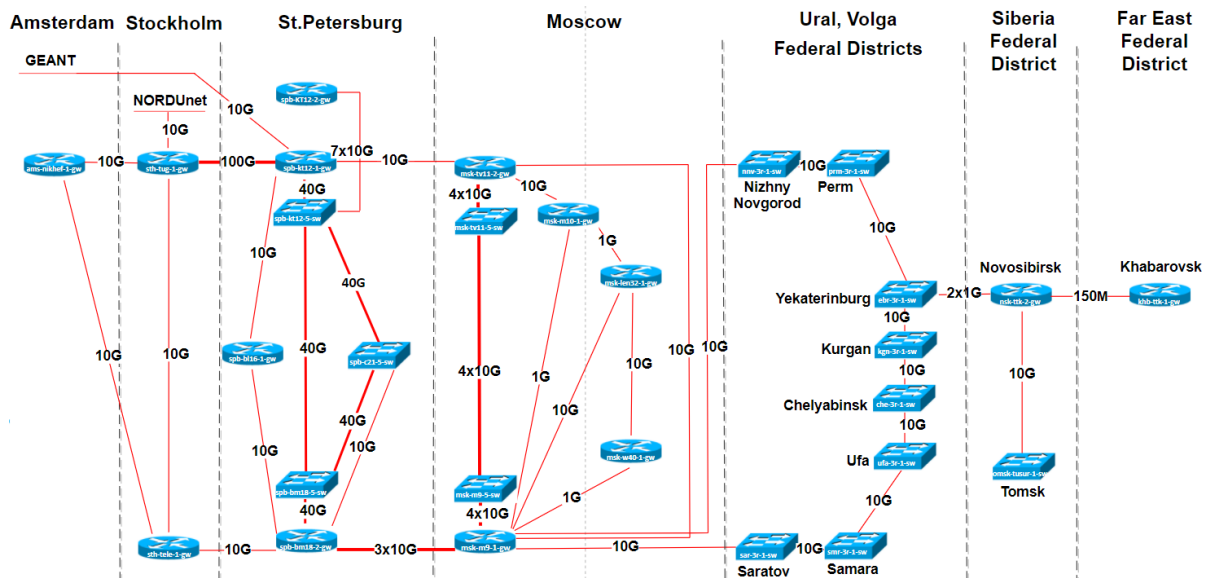 Amsterdam
Stockholm
St.Petersburg
Moscow
Ural, Volga
Federal Districts
Siberia
Federal
District
Far East
Federal
District
GEANT
NORDUnet
10G
10G
spb-KT12-2-gw
10G
ams-nikhef-1-gw
sth-tug-1-gw
100G
spb-kt12-1-gw
7x10G
10G
msk-tv11-2-gw
10G
nnv-3r-1-sw
10G
prm-3r-1-sw
Nizhny
Novgorod
Perm
40G
spb-kt12-5-sw
4x10G
msk-tv11-5-sw
msk-m10-1-gw
1G
10G
10G
40G
msk-len32-1-gw
Novosibirsk
Khabarovsk
Yekaterinburg
ebr-3r-1-sw
2x1G
nsk-ttk-2-gw
150M
khb-ttk-1-gw
10G
10G
10G
40G
spb-bl16-1-gw
spb-c21-5-sw
4x10G
1G
10G
10G
10G
Kurgan
kgn-3r-1-sw
10G
10G
Chelyabinsk
che-3r-1-sw
10G
10G
40G
10G
10G
msk-w40-1-gw
Ufa
ufa-3r-1-sw
omsk-tusur-1-sw
Tomsk
spb-bm18-5-sw
40G
msk-m9-5-sw
4x10G
1G
10G
sth-tele-1-gw
10G
spb-bm18-2-gw
3x10G
msk-m9-1-gw
10G
sar-3r-1-sw
10G
smr-3r-1-sw
Saratov
Samara